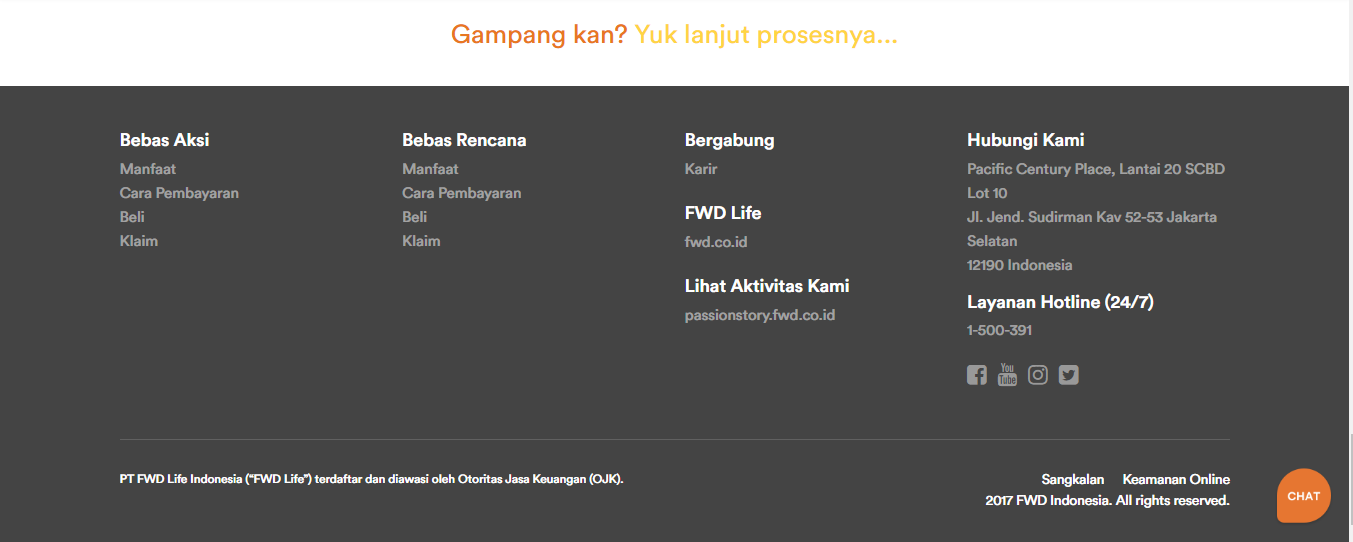 Gampang kan? Yuk lanjut prosesnya...
Bebas Aksi
Manfaat
Cara Pembayaran
Beli
Klaim
Bebas Rencana
Manfaat
Cara Pembayaran
Beli
Klaim
Bergabung
Karir
FWD Life
fwd.co.id
Lihat Aktivitas Kami
passionstory.fwd.co.id
Hubungi Kami
Pacific Century Place, Lantai 20 SCBD
Lot 10
Jl. Jend. Sudirman Kav 52-53 Jakarta
Selatan
12190 Indonesia
Layanan Hotline (24/7)
1-500-391
You
Tube
PT FWD Life Indonesia (“FWD Life”) terdaftar dan diawasi oleh Otoritas Jasa Keuangan (OJK).
Sangkalan Keamanan Online
2017 FWD Indonesia. All rights reserved.
CHAT